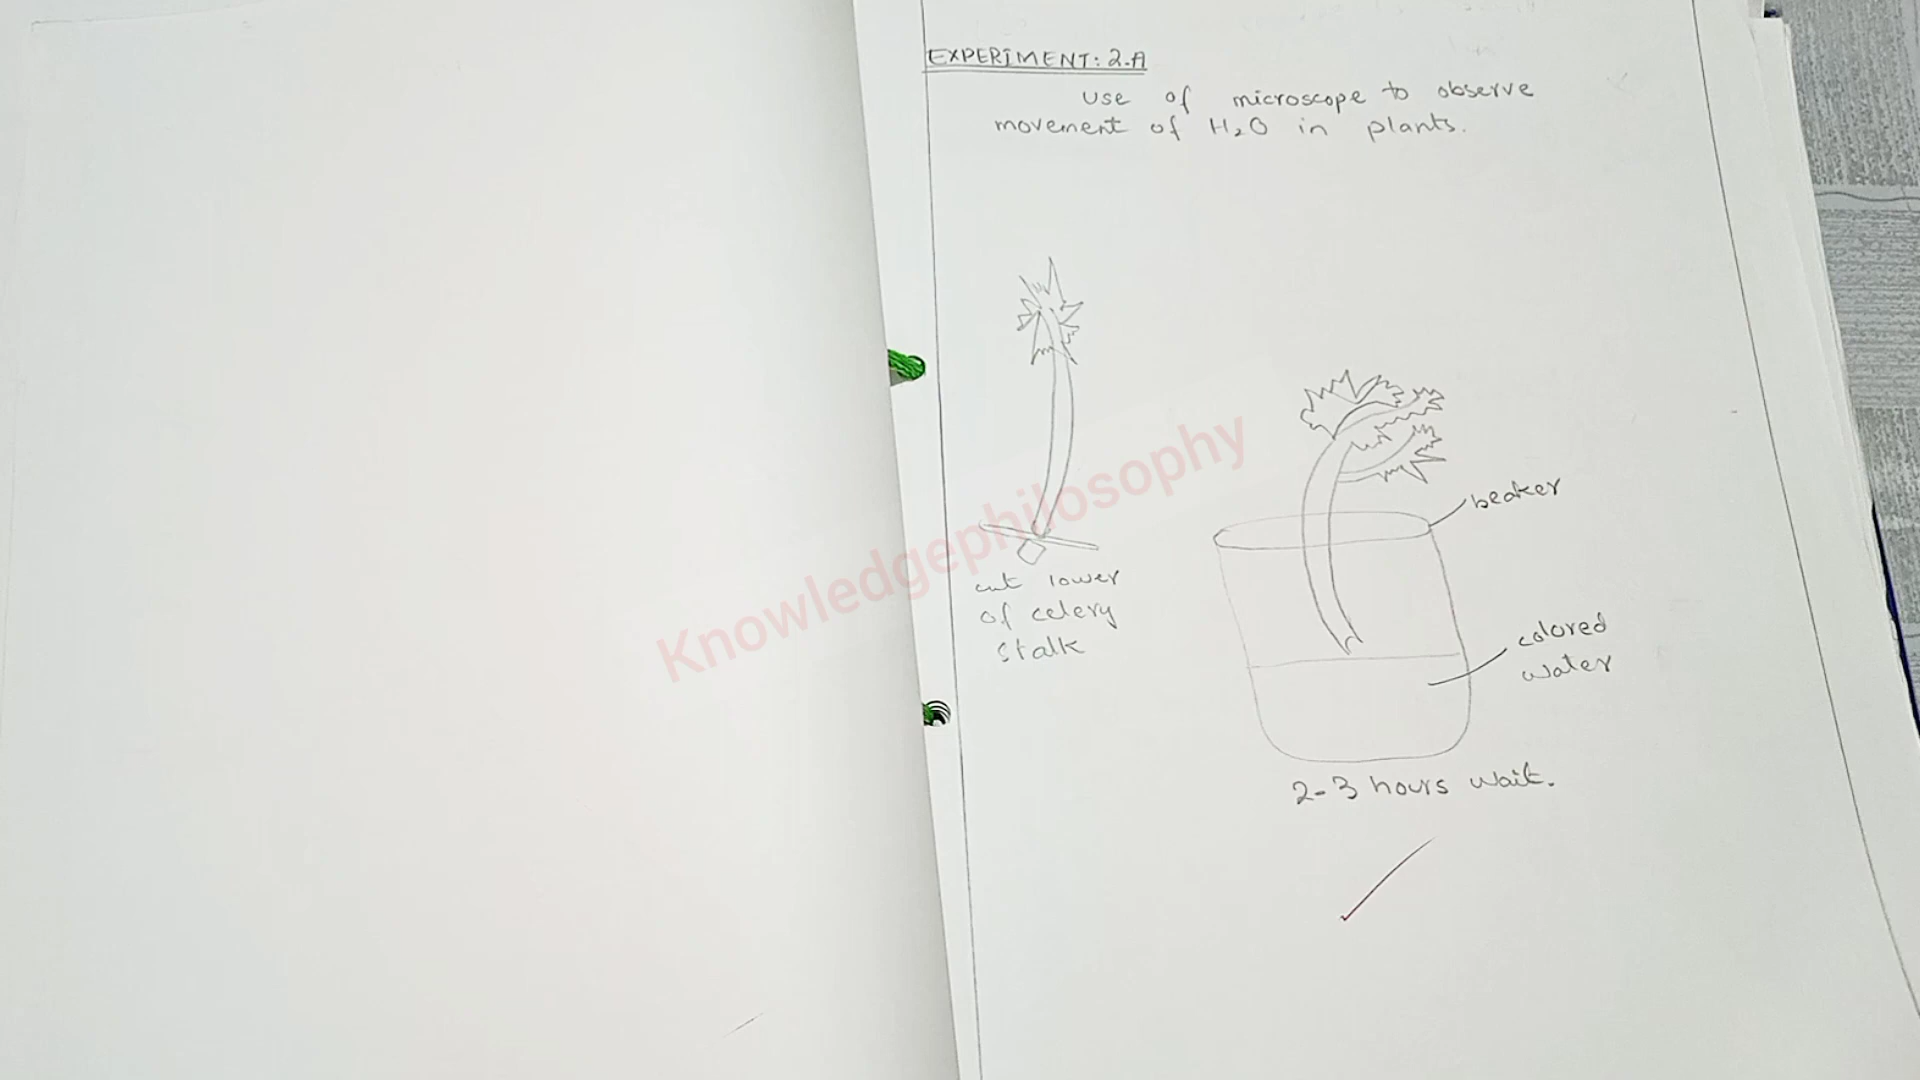 EXPERIMENT: 2.A
use of microscope to observe
movement of H₂O in plants.
cut lower
of celery
stalk
beaker
colored
water
2-3 hours wait.
Knowledgephilosophy